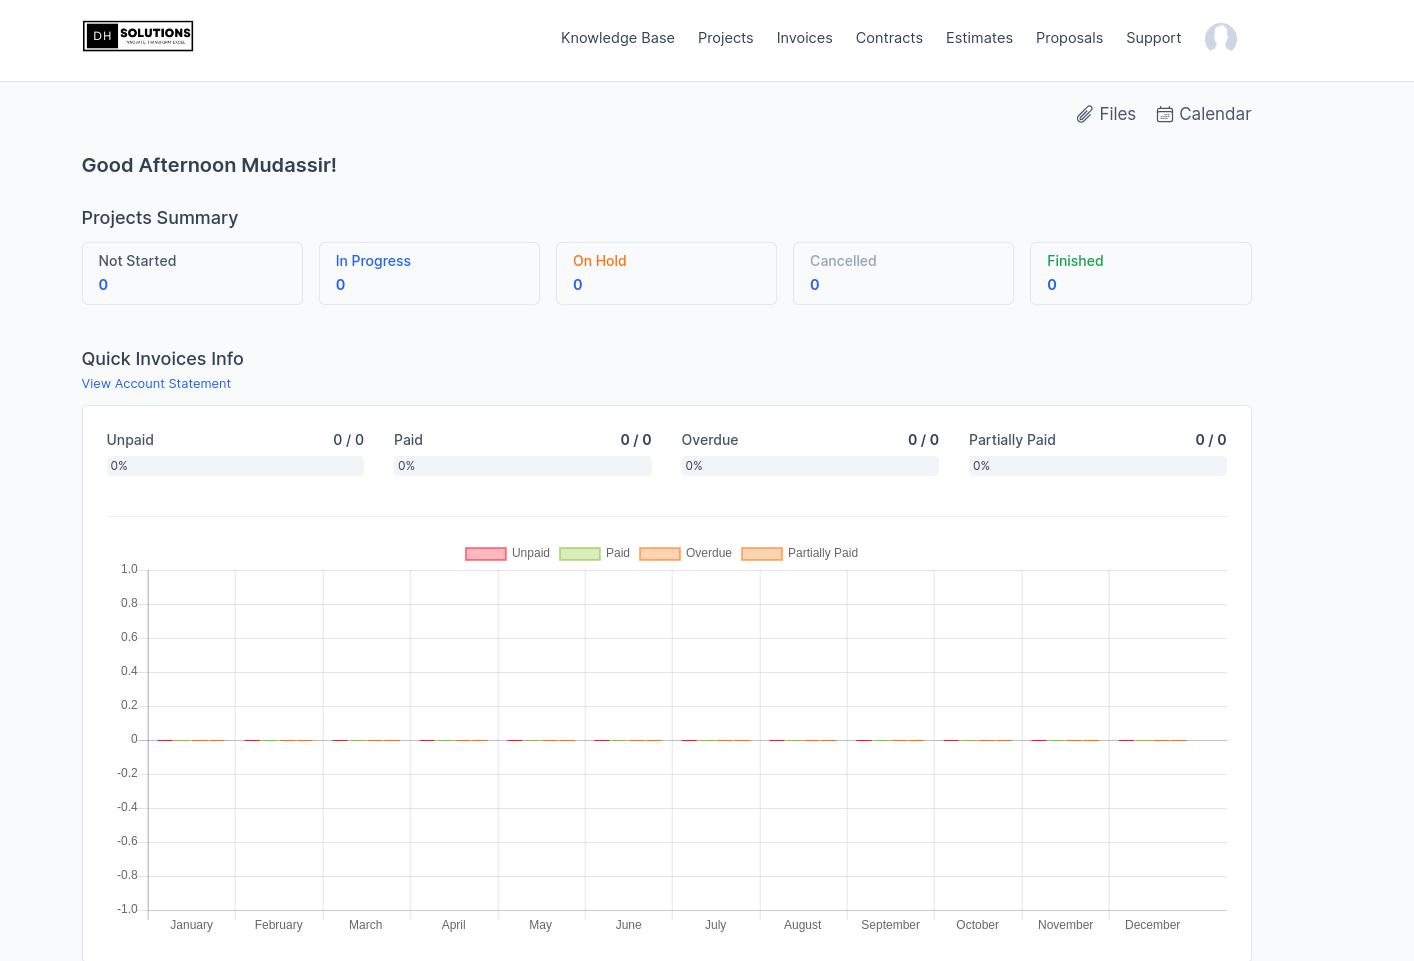 DH SOLUTIONS
INNOVATE TRANSFORM EXCEL
Knowledge Base Projects Invoices Contracts Estimates Proposals Support
Files Calendar
Good Afternoon Mudassir!
Projects Summary
Not Started In Progress On Hold Cancelled Finished
0 0 0 0 0
Quick Invoices Info
View Account Statement
Unpaid 0 / 0 Paid 0 / 0 Overdue 0 / 0 Partially Paid 0 / 0
0% 0% 0% 0%
Unpaid Paid Overdue Partially Paid
1.0
0.8
0.6
0.4
0.2
0
-0.2
-0.4
-0.6
-0.8
-1.0
January February March April May June July August September October November December